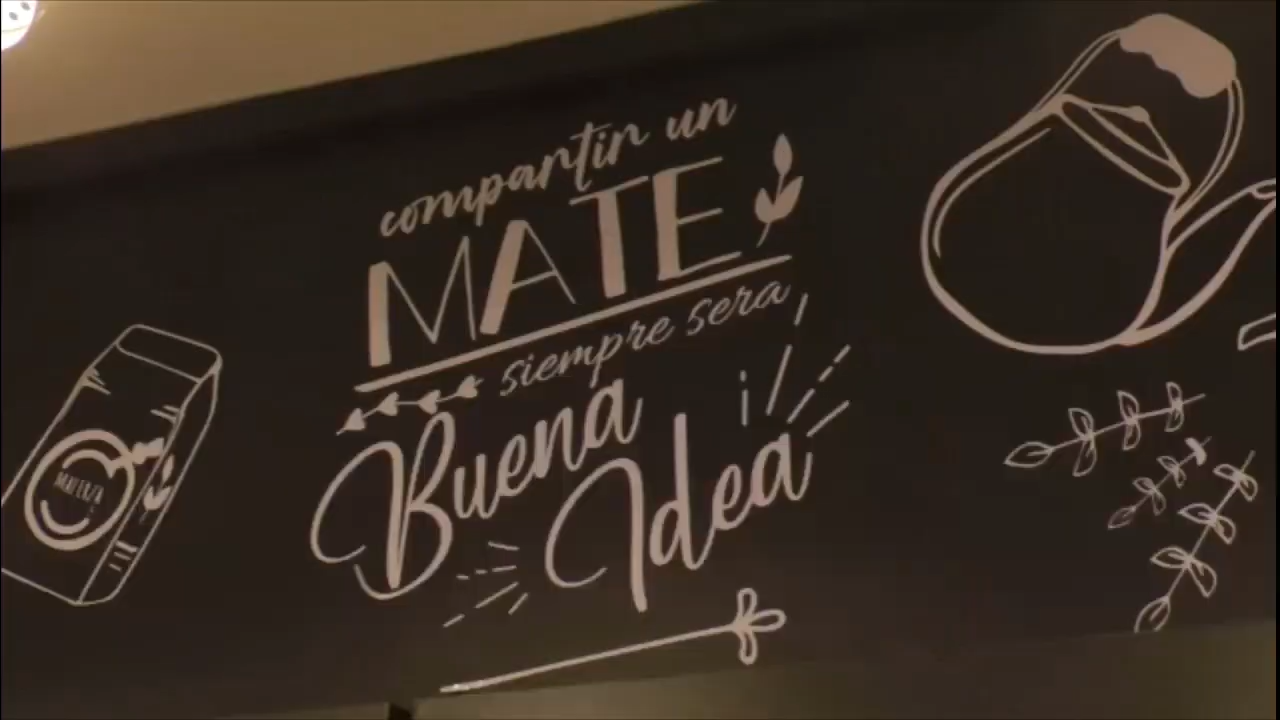 compartir un
MATE
siempre sera
Buena
Idea